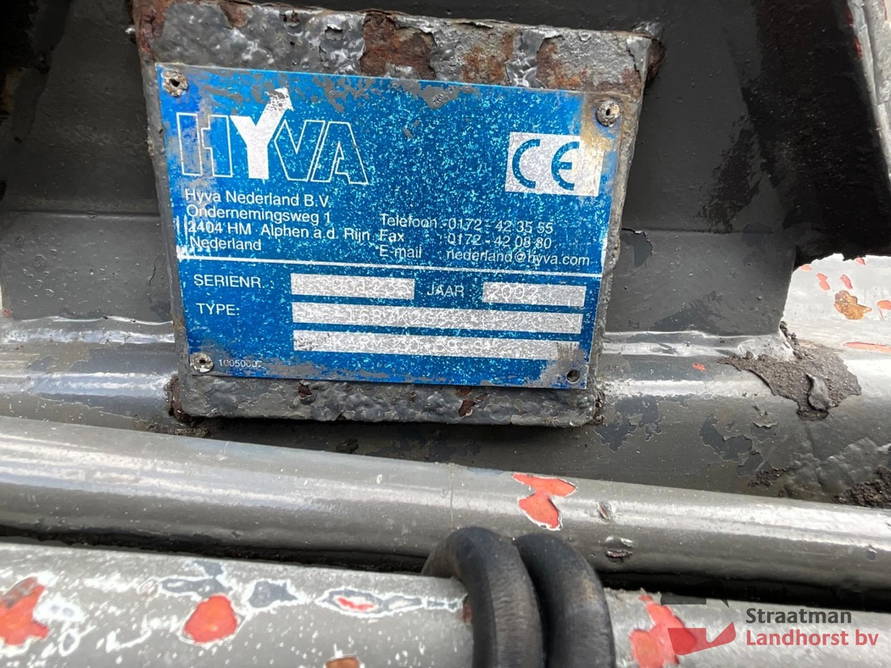 HYVA
CE
Hyva Nederland B.V.
Ondernemingsweg 1
2404 HM Alphen a.d. Rijn
Nederland
Telefoon :0172 - 42 35 55
Fax :0172 - 42 08 80
E-mail nederland@hyva.com
SERIENR. JAAR
TYPE:
Straatman
Landhorst bv